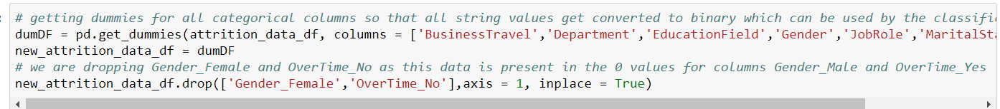 # getting dummies for all categorical columns so that all string values get converted to binary which can be used by the
dumDF = pd.get_dummies(attrition_data_df, columns = ['BusinessTravel','Department','EducationField','Gender','JobRole',
new_attrition_data_df = dumDF
# we are dropping Gender_Female and OverTime_No as this data is present in the 0 values for columns Gender_Male and OverTime_Yes
new_attrition_data_df.drop(['Gender_Female','OverTime_No'],axis = 1, inplace = True)